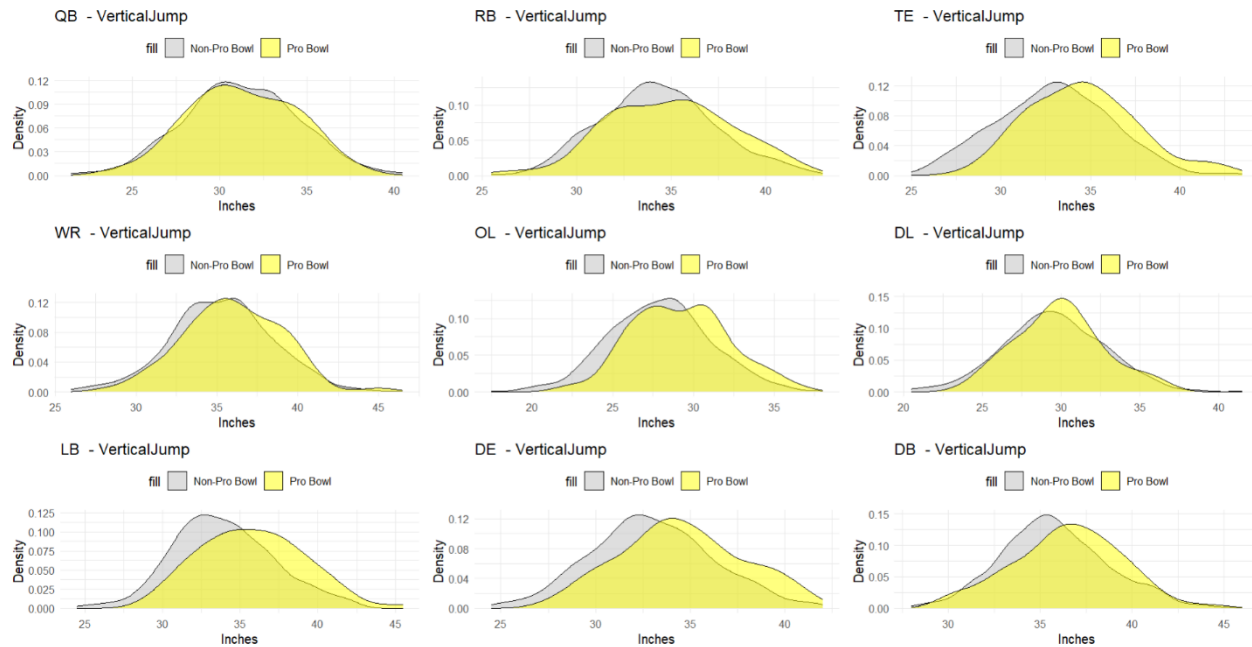 QB - VerticalJump
fill Non-Pro Bowl Pro Bowl
0.12
0.09
0.06
0.03
0.00
Density
25 30 35 40
Inches
RB - VerticalJump
fill Non-Pro Bowl Pro Bowl
0.10
0.05
0.00
Density
25 30 35 40
Inches
TE - VerticalJump
fill Non-Pro Bowl Pro Bowl
0.12
0.08
0.04
0.00
Density
25 30 35 40
Inches
WR - VerticalJump
fill Non-Pro Bowl Pro Bowl
0.12
0.08
0.04
0.00
Density
25 30 35 40 45
Inches
OL - VerticalJump
fill Non-Pro Bowl Pro Bowl
0.10
0.05
0.00
Density
20 25 30 35
Inches
DL - VerticalJump
fill Non-Pro Bowl Pro Bowl
0.15
0.10
0.05
0.00
Density
20 25 30 35 40
Inches
LB - VerticalJump
fill Non-Pro Bowl Pro Bowl
0.125
0.100
0.075
0.050
0.025
0.000
Density
25 30 35 40 45
Inches
DE - VerticalJump
fill Non-Pro Bowl Pro Bowl
0.12
0.08
0.04
0.00
Density
25 30 35 40
Inches
DB - VerticalJump
fill Non-Pro Bowl Pro Bowl
0.15
0.10
0.05
0.00
Density
30 35 40 45
Inches